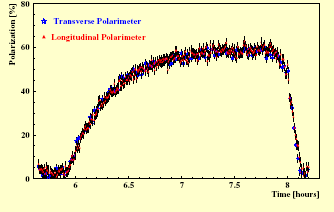 Polarization [%]
80
60
40
20
0
Transverse Polarimeter
Longitudinal Polarimeter
6 6.5 7 7.5 8
Time [hours]